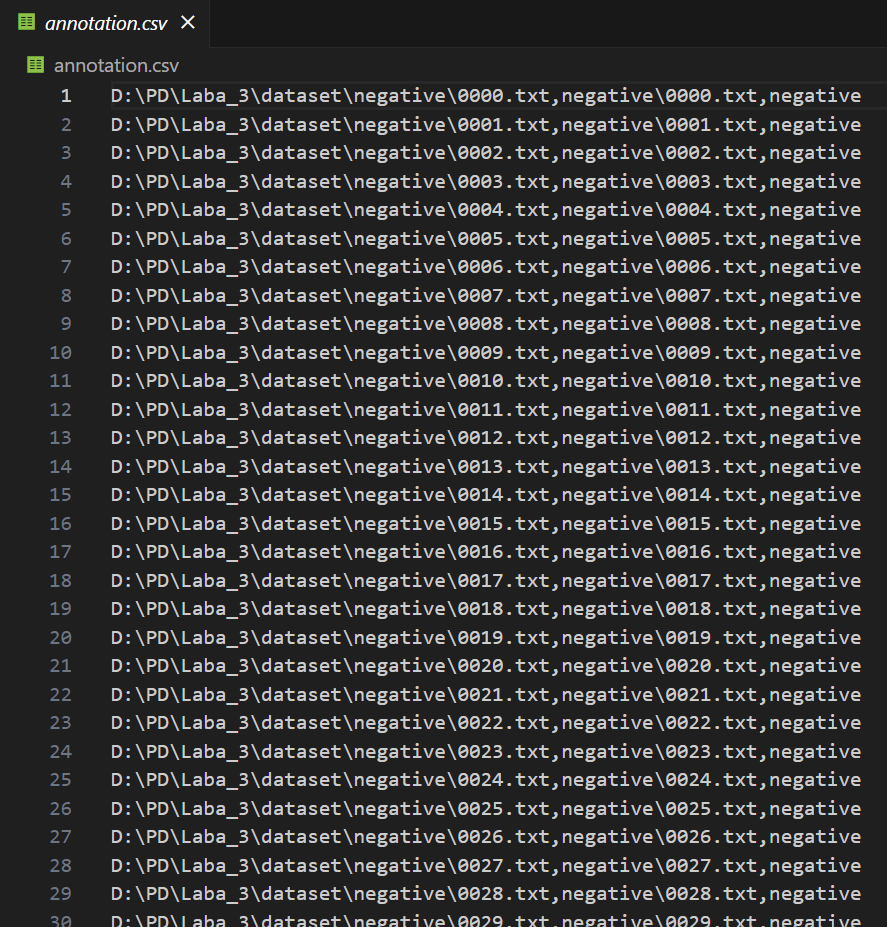 annotation.csv
annotation.csv
1 D:\PD\Laba_3\dataset\negative\0000.txt,negative\0000.txt,negative
2 D:\PD\Laba_3\dataset\negative\0001.txt,negative\0001.txt,negative
3 D:\PD\Laba_3\dataset\negative\0002.txt,negative\0002.txt,negative
4 D:\PD\Laba_3\dataset\negative\0003.txt,negative\0003.txt,negative
5 D:\PD\Laba_3\dataset\negative\0004.txt,negative\0004.txt,negative
6 D:\PD\Laba_3\dataset\negative\0005.txt,negative\0005.txt,negative
7 D:\PD\Laba_3\dataset\negative\0006.txt,negative\0006.txt,negative
8 D:\PD\Laba_3\dataset\negative\0007.txt,negative\0007.txt,negative
9 D:\PD\Laba_3\dataset\negative\0008.txt,negative\0008.txt,negative
10 D:\PD\Laba_3\dataset\negative\0009.txt,negative\0009.txt,negative
11 D:\PD\Laba_3\dataset\negative\0010.txt,negative\0010.txt,negative
12 D:\PD\Laba_3\dataset\negative\0011.txt,negative\0011.txt,negative
13 D:\PD\Laba_3\dataset\negative\0012.txt,negative\0012.txt,negative
14 D:\PD\Laba_3\dataset\negative\0013.txt,negative\0013.txt,negative
15 D:\PD\Laba_3\dataset\negative\0014.txt,negative\0014.txt,negative
16 D:\PD\Laba_3\dataset\negative\0015.txt,negative\0015.txt,negative
17 D:\PD\Laba_3\dataset\negative\0016.txt,negative\0016.txt,negative
18 D:\PD\Laba_3\dataset\negative\0017.txt,negative\0017.txt,negative
19 D:\PD\Laba_3\dataset\negative\0018.txt,negative\0018.txt,negative
20 D:\PD\Laba_3\dataset\negative\0019.txt,negative\0019.txt,negative
21 D:\PD\Laba_3\dataset\negative\0020.txt,negative\0020.txt,negative
22 D:\PD\Laba_3\dataset\negative\0021.txt,negative\0021.txt,negative
23 D:\PD\Laba_3\dataset\negative\0022.txt,negative\0022.txt,negative
24 D:\PD\Laba_3\dataset\negative\0023.txt,negative\0023.txt,negative
25 D:\PD\Laba_3\dataset\negative\0024.txt,negative\0024.txt,negative
26 D:\PD\Laba_3\dataset\negative\0025.txt,negative\0025.txt,negative
27 D:\PD\Laba_3\dataset\negative\0026.txt,negative\0026.txt,negative
28 D:\PD\Laba_3\dataset\negative\0027.txt,negative\0027.txt,negative
29 D:\PD\Laba_3\dataset\negative\0028.txt,negative\0028.txt,negative
30 D:\PD\Laba_3\dataset\negative\0029.txt,negative\0029.txt,negative